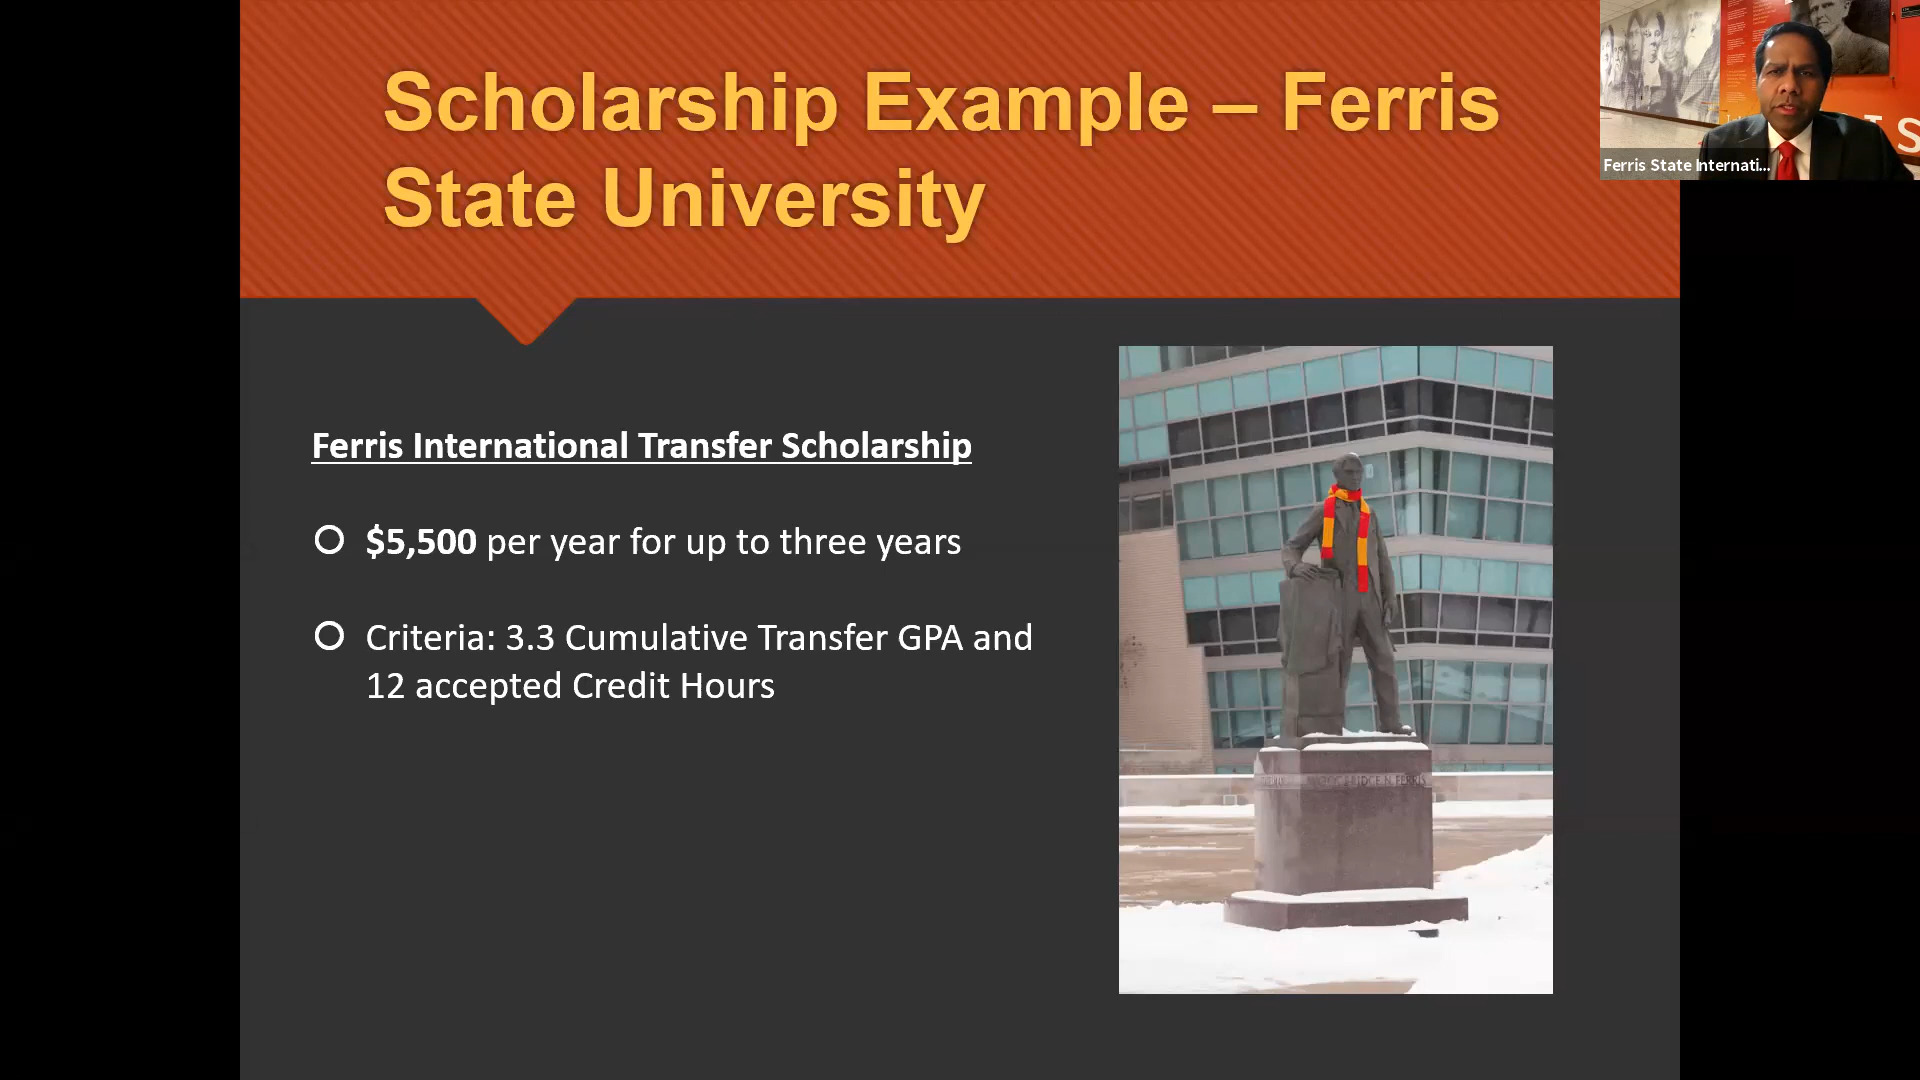 Scholarship Example – Ferris
State University
Ferris State Internati...
Ferris International Transfer Scholarship
$5,500 per year for up to three years
Criteria: 3.3 Cumulative Transfer GPA and
12 accepted Credit Hours
FERRIS